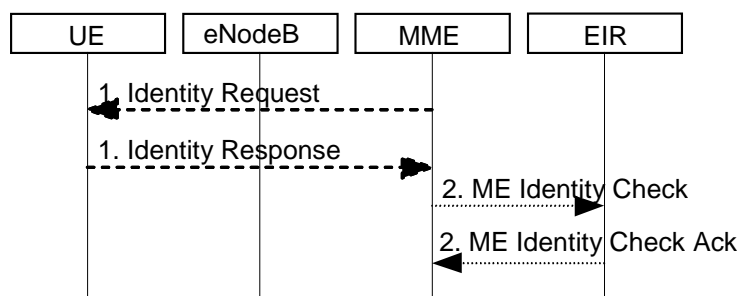 UE
eNodeB
MME
EIR
1. Identity Request
1. Identity Response
2. ME Identity Check
2. ME Identity Check Ack